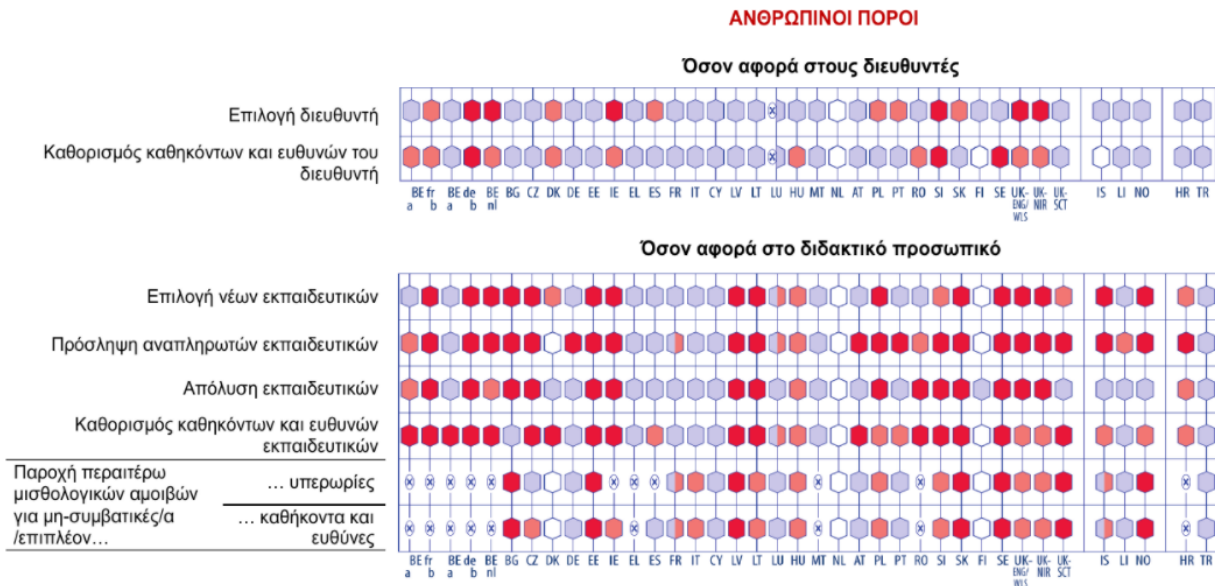 ΑΝΘΡΩΠΙΝΟΙ ΠΟΡΟΙ
Όσον αφορά στους διευθυντές
Επιλογή διευθυντή
Καθορισμός καθηκόντων και ευθυνών του
διευθυντή
BE fr BE de BE BG CZ DK DE EE IE EL ES FR IT CY LV LT LU HU MT NL AT PL PT RO SI SK FI SE UK- UK- UK- IS LI NO HR TR
a b a b nl ENG/ NIR SCT
WLS
Όσον αφορά στο διδακτικό προσωπικό
Επιλογή νέων εκπαιδευτικών
Πρόσληψη αναπληρωτών εκπαιδευτικών
Απόλυση εκπαιδευτικών
Καθορισμός καθηκόντων και ευθυνών
εκπαιδευτικών
Παροχή περαιτέρω
μισθολογικών αμοιβών
για μη-συμβατικές/α
/επιπλέον…
… υπερωρίες
… καθήκοντα και
ευθύνες
BE fr BE de BE BG CZ DK DE EE IE EL ES FR IT CY LV LT LU HU MT NL AT PL PT RO SI SK FI SE UK- UK- UK- IS LI NO HR TR
a b a b nl ENG/ NIR SCT
WLS